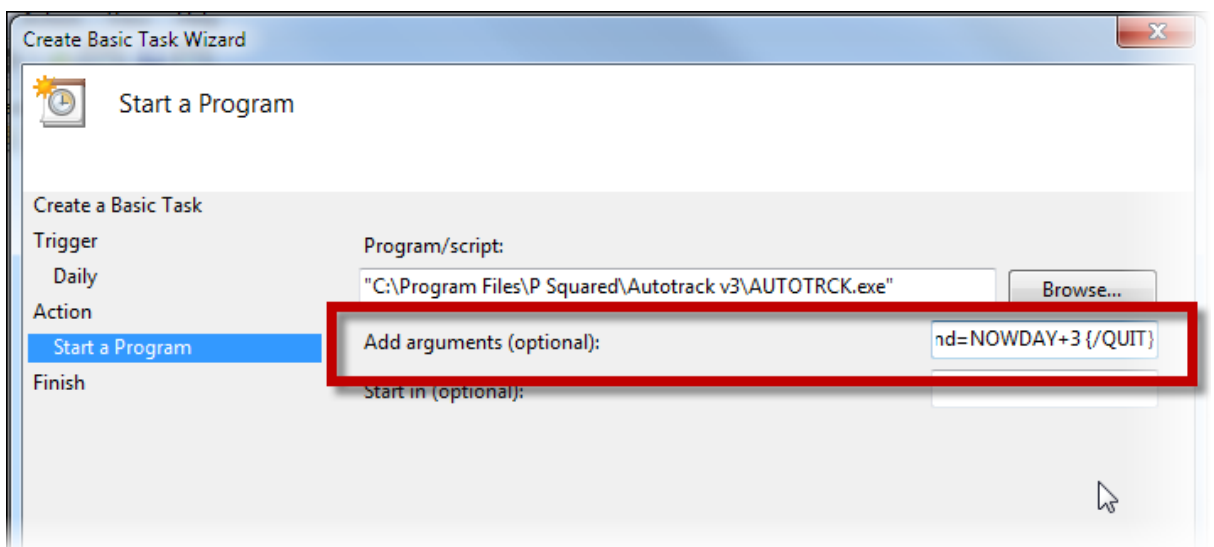 Create Basic Task Wizard
Start a Program
Create a Basic Task
Trigger
Daily
Action
Start a Program
Finish
Program/script:
"C:\Program Files\P Squared\Autotrack v3\AUTOTRCK.exe"
Browse...
Add arguments (optional):
nd=NOWDAY+3 {/QUIT}
Start in (optional):